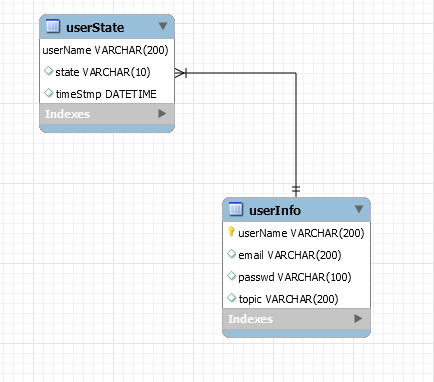 userState
userName VARCHAR(200)
state VARCHAR(10)
timeStmp DATETIME
Indexes
userInfo
userName VARCHAR(200)
email VARCHAR(200)
passwd VARCHAR(100)
topic VARCHAR(200)
Indexes